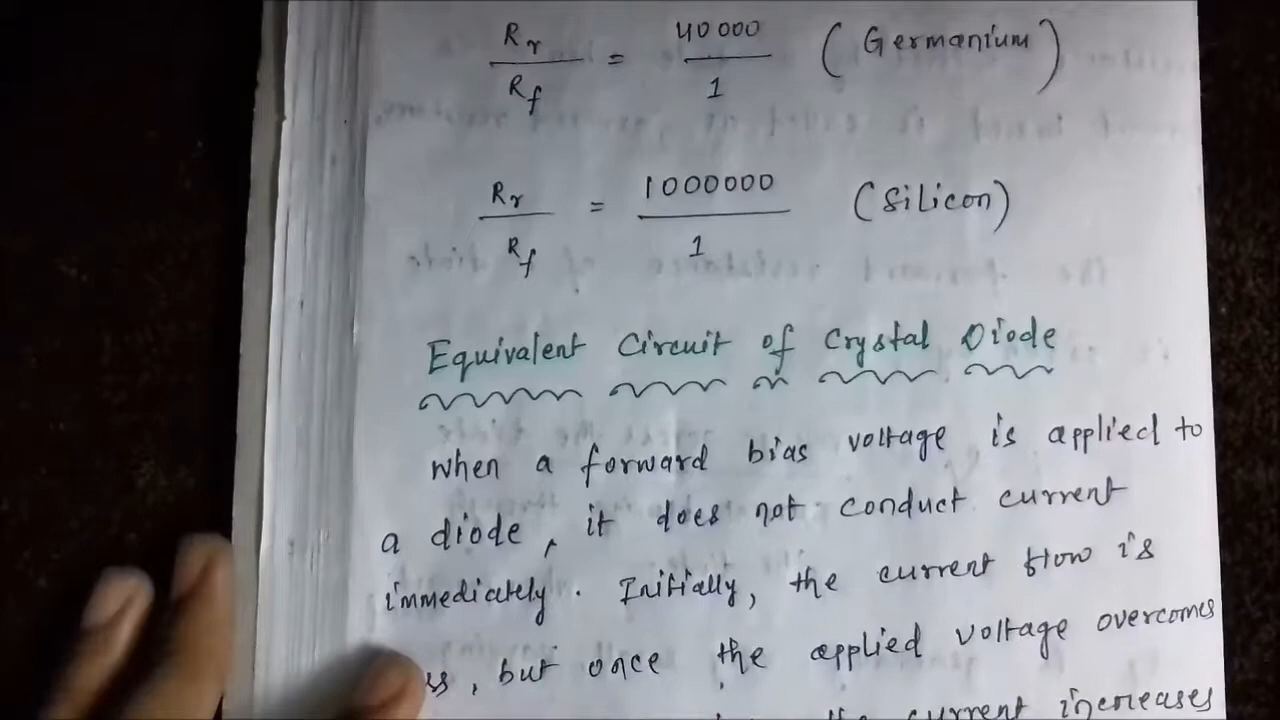 Rr / Rf = 40000 / 1 (Germanium)
Rr / Rf = 1000000 / 1 (Silicon)
Equivalent Circuit of Crystal Diode
when a forward bias voltage is applied to
a diode, it does not conduct current
immediately. Initially, the current flow is
, but once the applied voltage overcomes
current increases